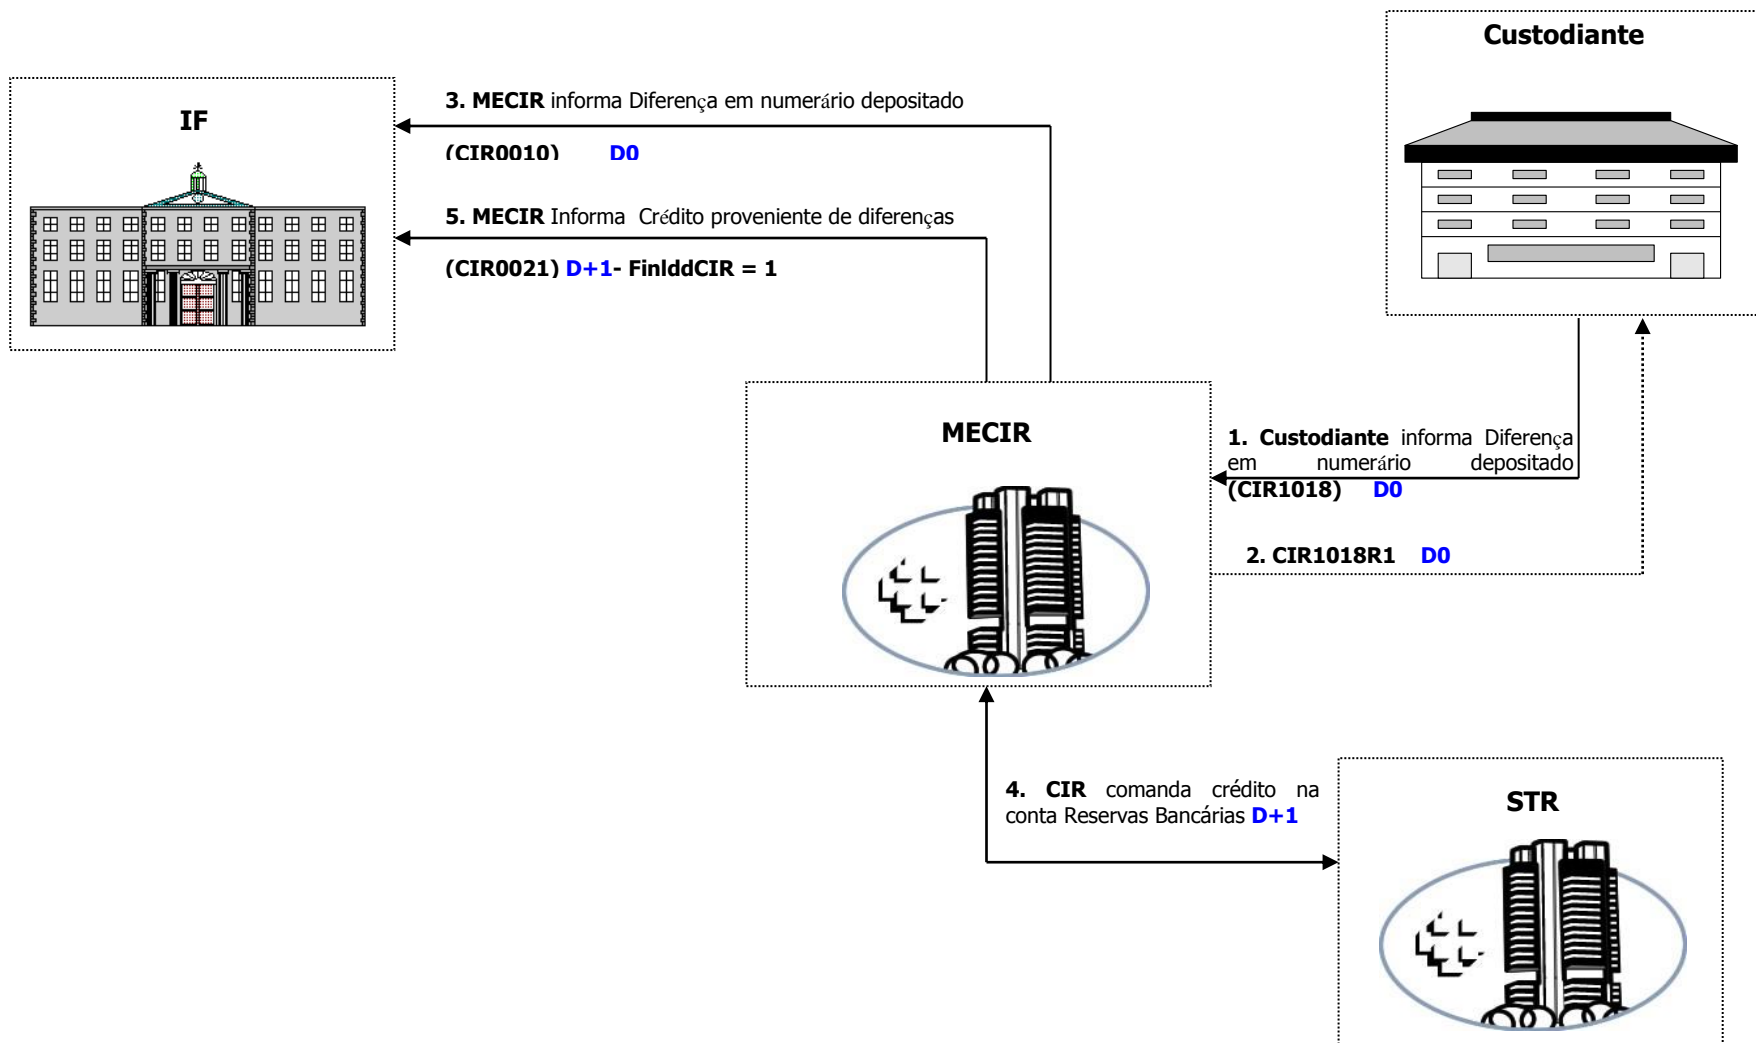 Custodiante
IF
3. MECIR informa Diferença em numerário depositado
(CIR0010) D0
5. MECIR Informa Crédito proveniente de diferenças
(CIR0021) D+1- FinlddCIR = 1
MECIR
1. Custodiante informa Diferença
em numerário depositado
(CIR1018) D0
2. CIR1018R1 D0
4. CIR comanda crédito na
conta Reservas Bancárias D+1
STR